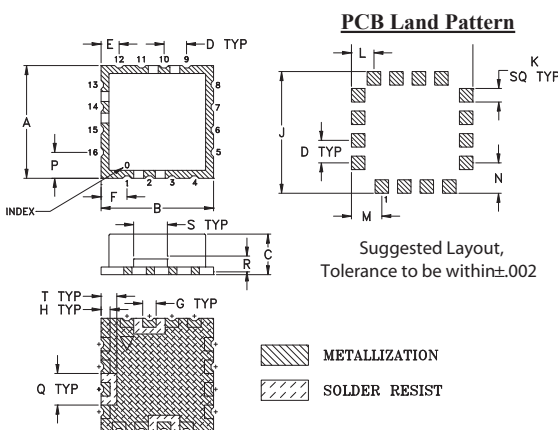 PCB Land Pattern
E
D TYP
12 11 10 9
13
14
15
16
8
7
6
5
A
P
0
1 2 3 4
F
B
INDEX
L
K
SQ TYP
J
D TYP
N
M
1
S TYP
C
R
Suggested Layout,
Tolerance to be within±.002
T TYP
H TYP
G TYP
Q TYP
METALLIZATION
SOLDER RESIST